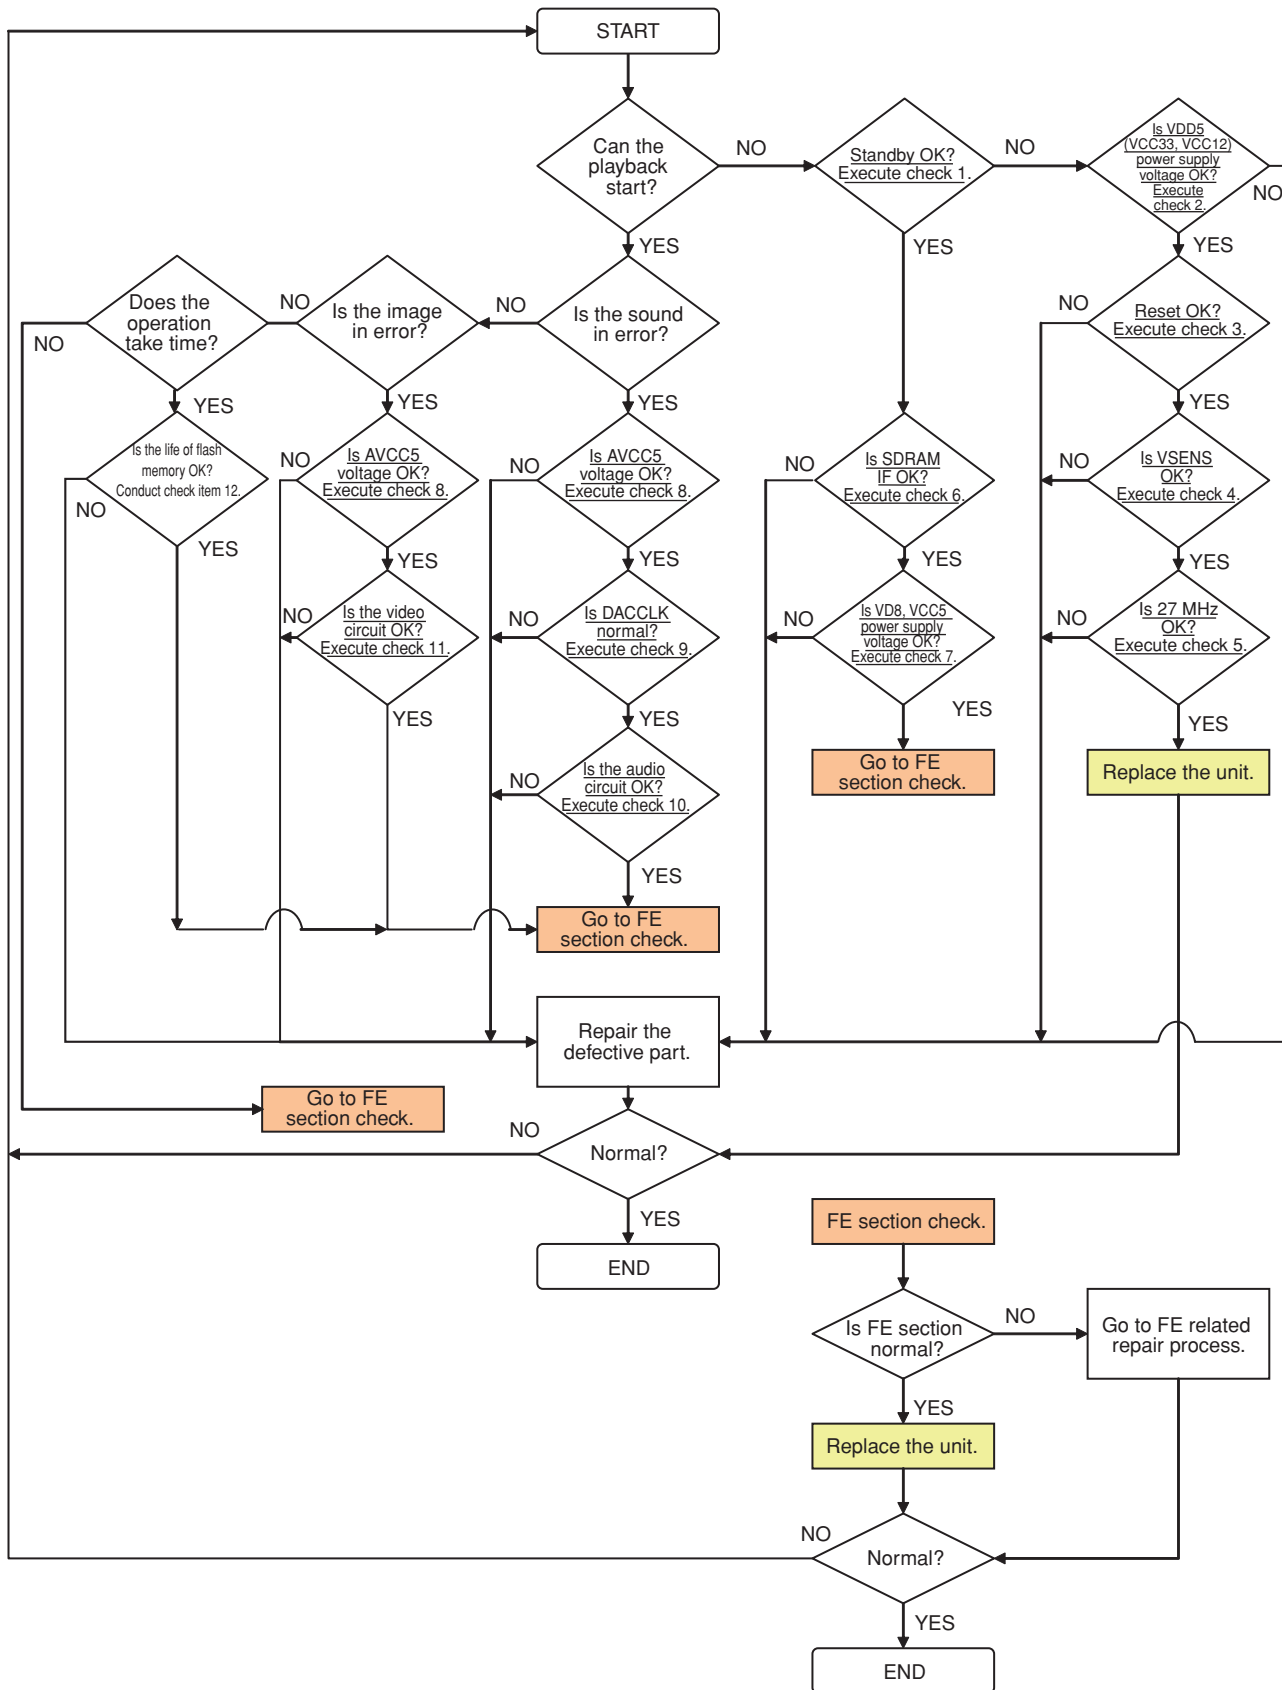 START
Can the
playback
start?
NO
Standby OK?
Execute check 1.
NO
Is VDD5
(VCC33, VCC12)
power supply
voltage OK?
Execute
check 2.
NO
YES
YES
YES
Does the
operation
take time?
NO
NO
Is the image
in error?
NO
Is the sound
in error?
NO
Reset OK?
Execute check 3.
YES
YES
YES
YES
Is the life of flash
memory OK?
Conduct check item 12.
NO
YES
NO
Is AVCC5
voltage OK?
Execute check 8.
YES
NO
Is AVCC5
voltage OK?
Execute check 8.
YES
NO
Is SDRAM
IF OK?
Execute check 6.
YES
NO
Is VSENS
OK?
Execute check 4.
YES
NO
Is the video
circuit OK?
Execute check 11.
YES
NO
Is DACCLK
normal?
Execute check 9.
YES
NO
Is VD8, VCC5
power supply
voltage OK?
Execute check 7.
YES
NO
Is 27 MHz
OK?
Execute check 5.
YES
NO
Is the audio
circuit OK?
Execute check 10.
YES
Go to FE
section check.
Replace the unit.
Go to FE
section check.
Repair the
defective part.
Go to FE
section check.
NO
Normal?
YES
END
FE section check.
Is FE section
normal?
NO
Go to FE related
repair process.
YES
Replace the unit.
NO
Normal?
YES
END